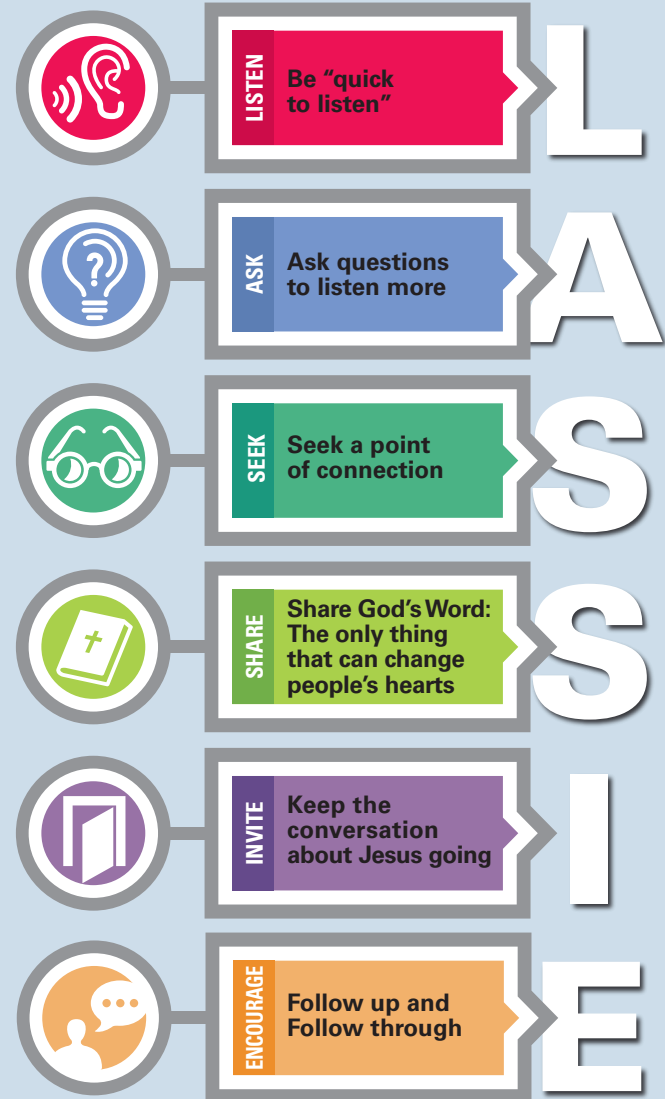 LISTEN
Be “quick
to listen”
L
ASK
Ask questions
to listen more
A
?
SEEK
Seek a point
of connection
S
SHARE
Share God’s Word:
The only thing
that can change
people’s hearts
S
INVITE
Keep the
conversation
about Jesus going
I
ENCOURAGE
Follow up and
Follow through
E